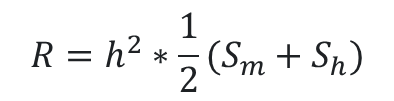 R = h² * 1/2 (Sₘ + Sₕ)